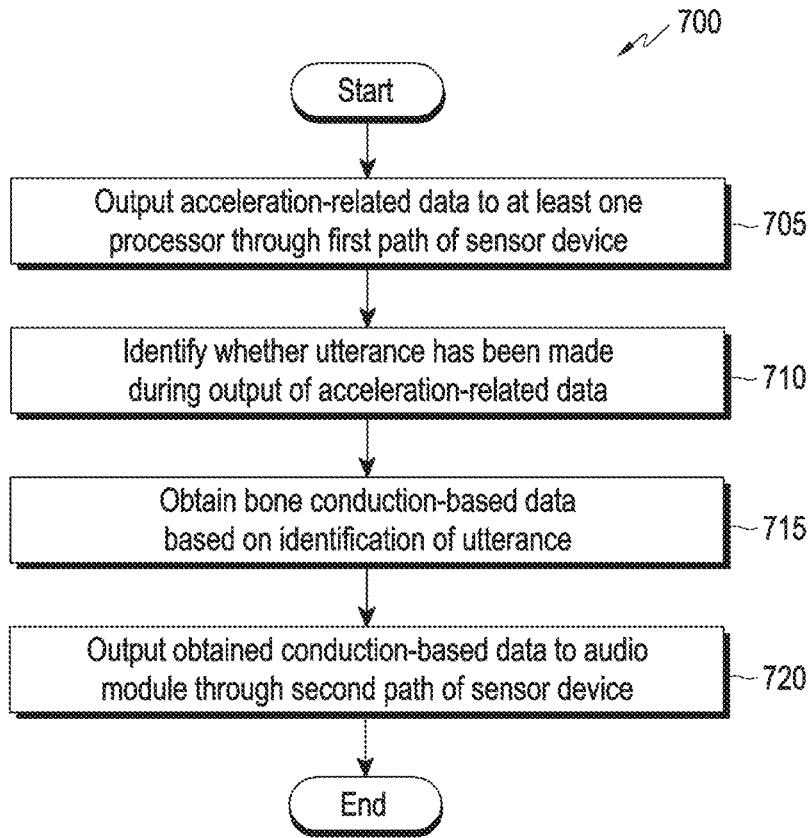 700
Start
Output acceleration-related data to at least one
processor through first path of sensor device
705
Identify whether utterance has been made
during output of acceleration-related data
710
Obtain bone conduction-based data
based on identification of utterance
715
Output obtained conduction-based data to audio
module through second path of sensor device
720
End